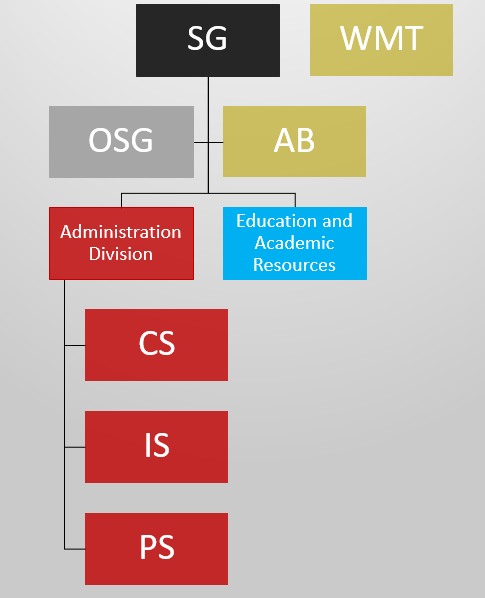 SG
WMT
OSG
AB
Administration
Division
Education and
Academic
Resources
CS
IS
PS